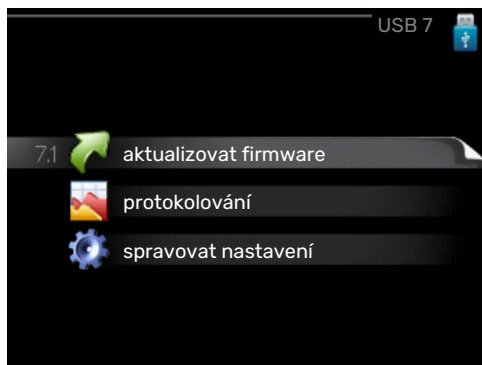 USB 7
7.1 aktualizovat firmware
protokolování
spravovat nastavení